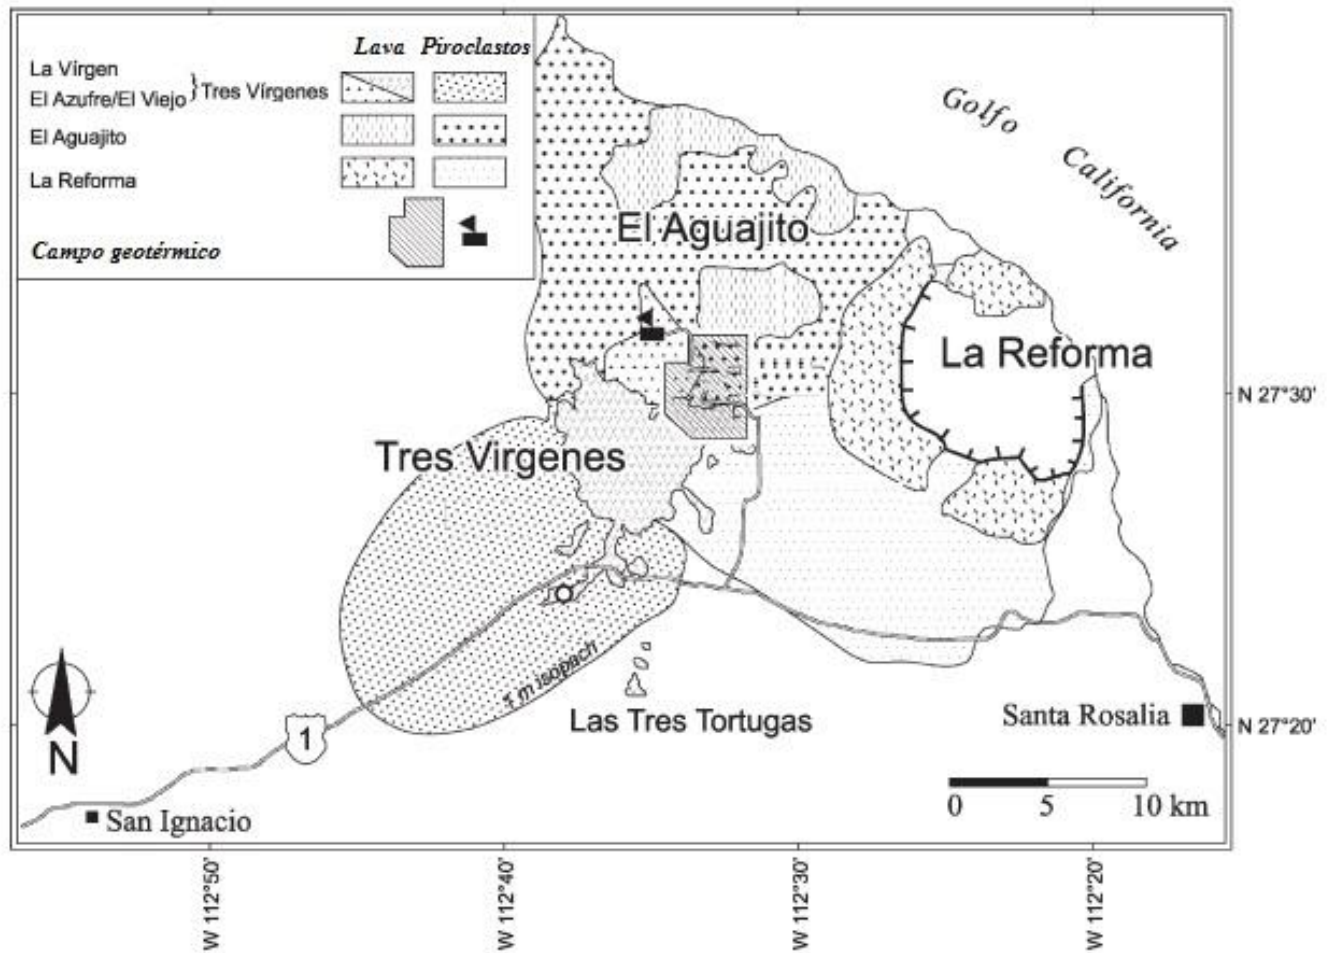 Lava Piroclastos
La Virgen
El Azufre/El Viejo } Tres Vírgenes
El Aguajito
La Reforma
Campo geotérmico
Golfo
California
El Aguajito
La Reforma
N 27°30'
Tres Virgenes
1 m isopach
Las Tres Tortugas
Santa Rosalia
N 27°20'
1
N
0 5 10 km
San Ignacio
W 112°50'
W 112°40'
W 112°30'
W 112°20'